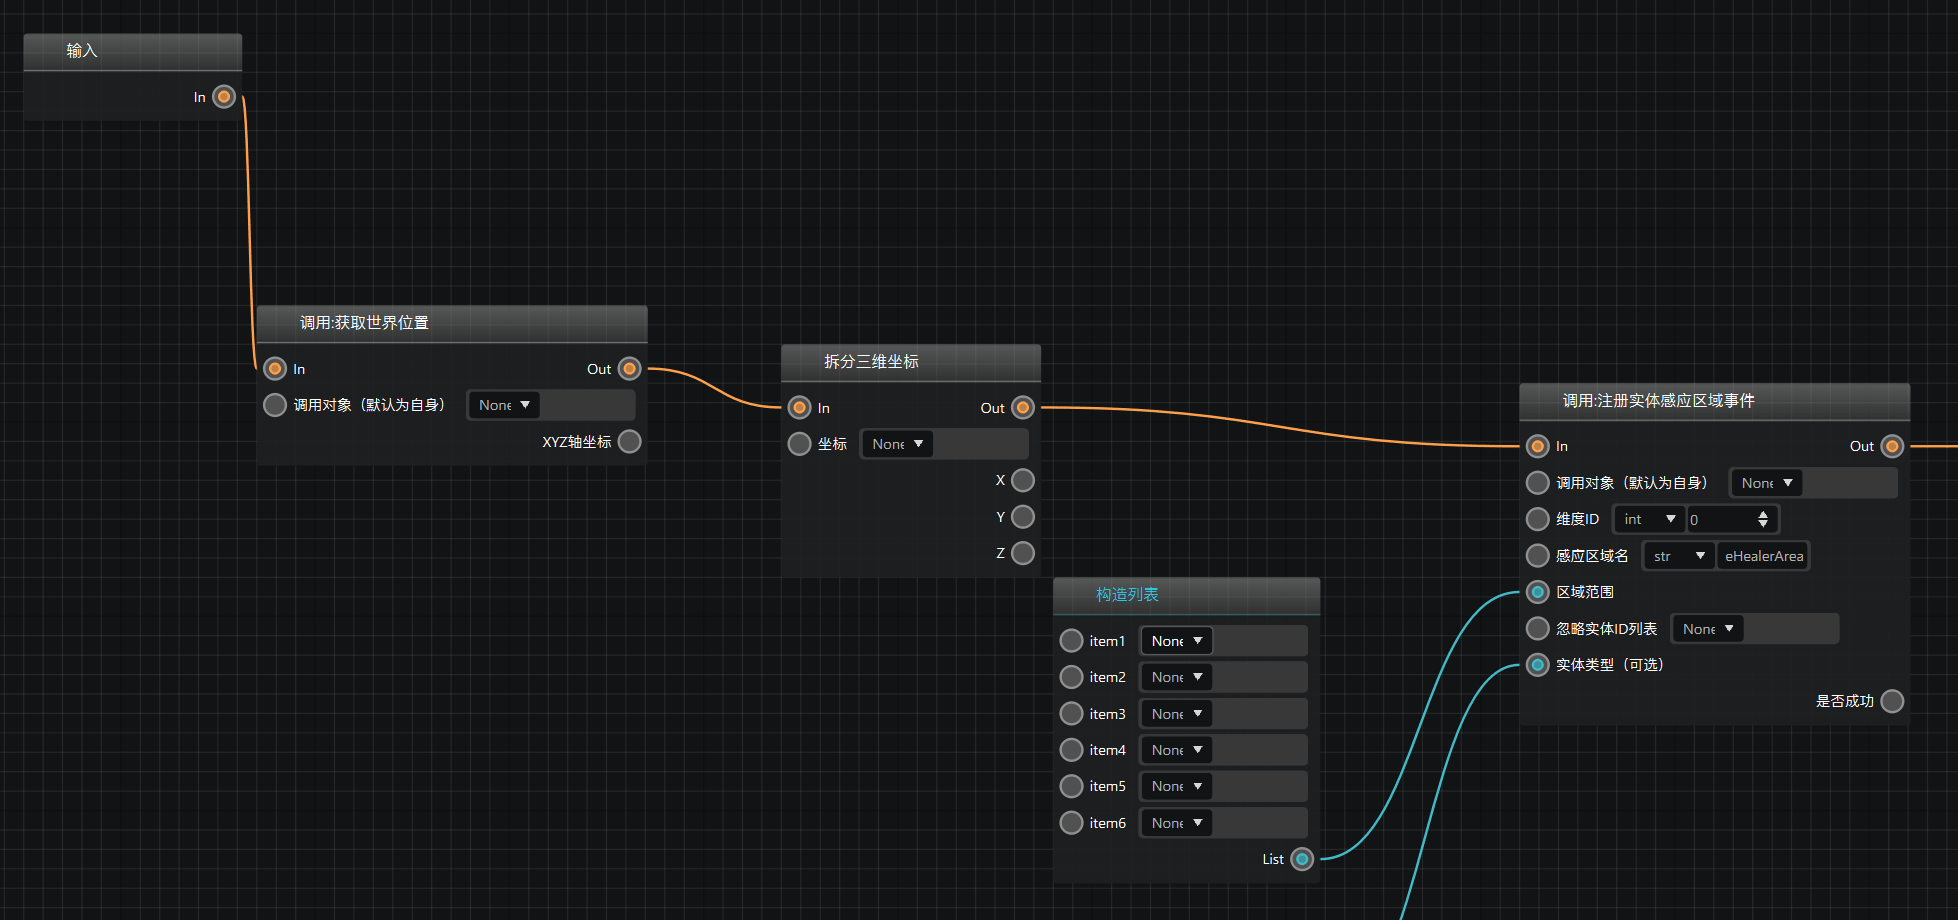 输入
In
调用:获取世界位置
In Out
调用对象（默认为自身） None
XYZ轴坐标
拆分三维坐标
In Out
坐标 None
X
Y
Z
构造列表
item1 None
item2 None
item3 None
item4 None
item5 None
item6 None
List
调用:注册实体感应区域事件
In Out
调用对象（默认为自身） None
维度ID int 0
感应区域名 str eHealerArea
区域范围
忽略实体ID列表 None
实体类型（可选）
是否成功